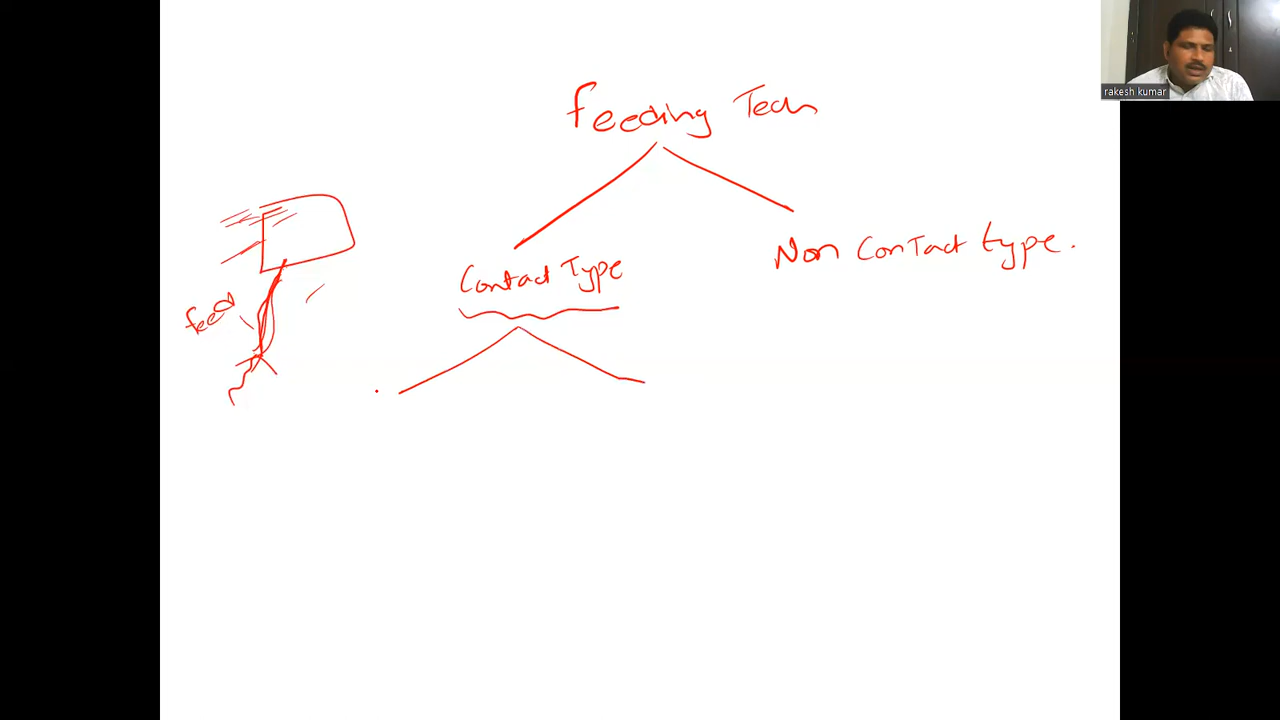 rakesh kumar
feeding Tech
Non Contact type.
Contact Type
feed